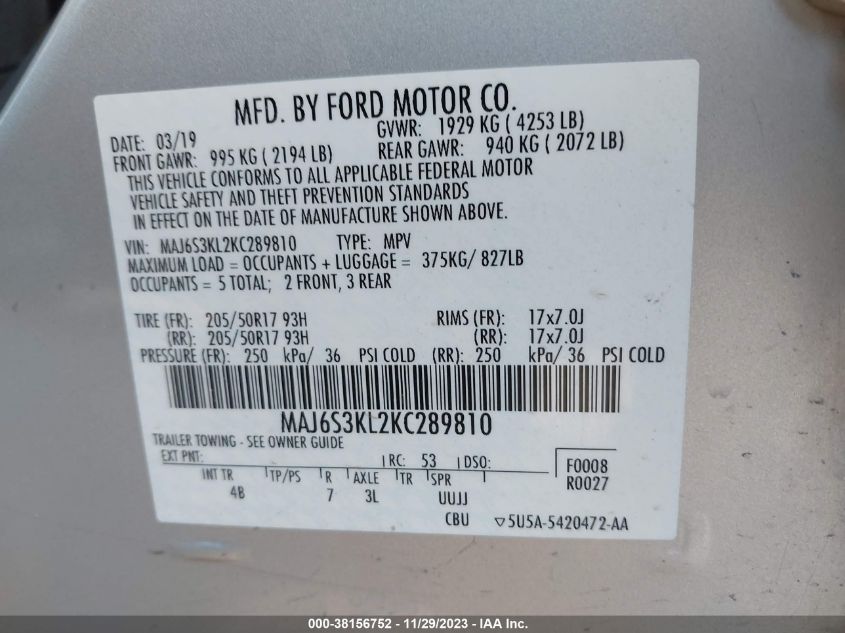 MFD. BY FORD MOTOR CO.
DATE: 03/19 GVWR: 1929 KG ( 4253 LB)
FRONT GAWR: 995 KG ( 2194 LB) REAR GAWR: 940 KG ( 2072 LB)
THIS VEHICLE CONFORMS TO ALL APPLICABLE FEDERAL MOTOR
VEHICLE SAFETY AND THEFT PREVENTION STANDARDS
IN EFFECT ON THE DATE OF MANUFACTURE SHOWN ABOVE.
VIN: MAJ6S3KL2KC289810 TYPE: MPV
MAXIMUM LOAD = OCCUPANTS + LUGGAGE = 375KG/ 827LB
OCCUPANTS = 5 TOTAL; 2 FRONT, 3 REAR
TIRE (FR): 205/50R17 93H RIMS (FR): 17x7.0J
(RR): 205/50R17 93H (RR): 17x7.0J
PRESSURE (FR): 250 kPa/ 36 PSI COLD (RR): 250 kPa/ 36 PSI COLD
MAJ6S3KL2KC289810
TRAILER TOWING - SEE OWNER GUIDE
EXT PNT: RC: 53 DSO: F0008
R0027
INT TR TP/PS R AXLE TR SPR
4B 7 3L UUJJ
CBU ▽5U5A-5420472-AA
000-38156752 - 11/29/2023 - IAA Inc.